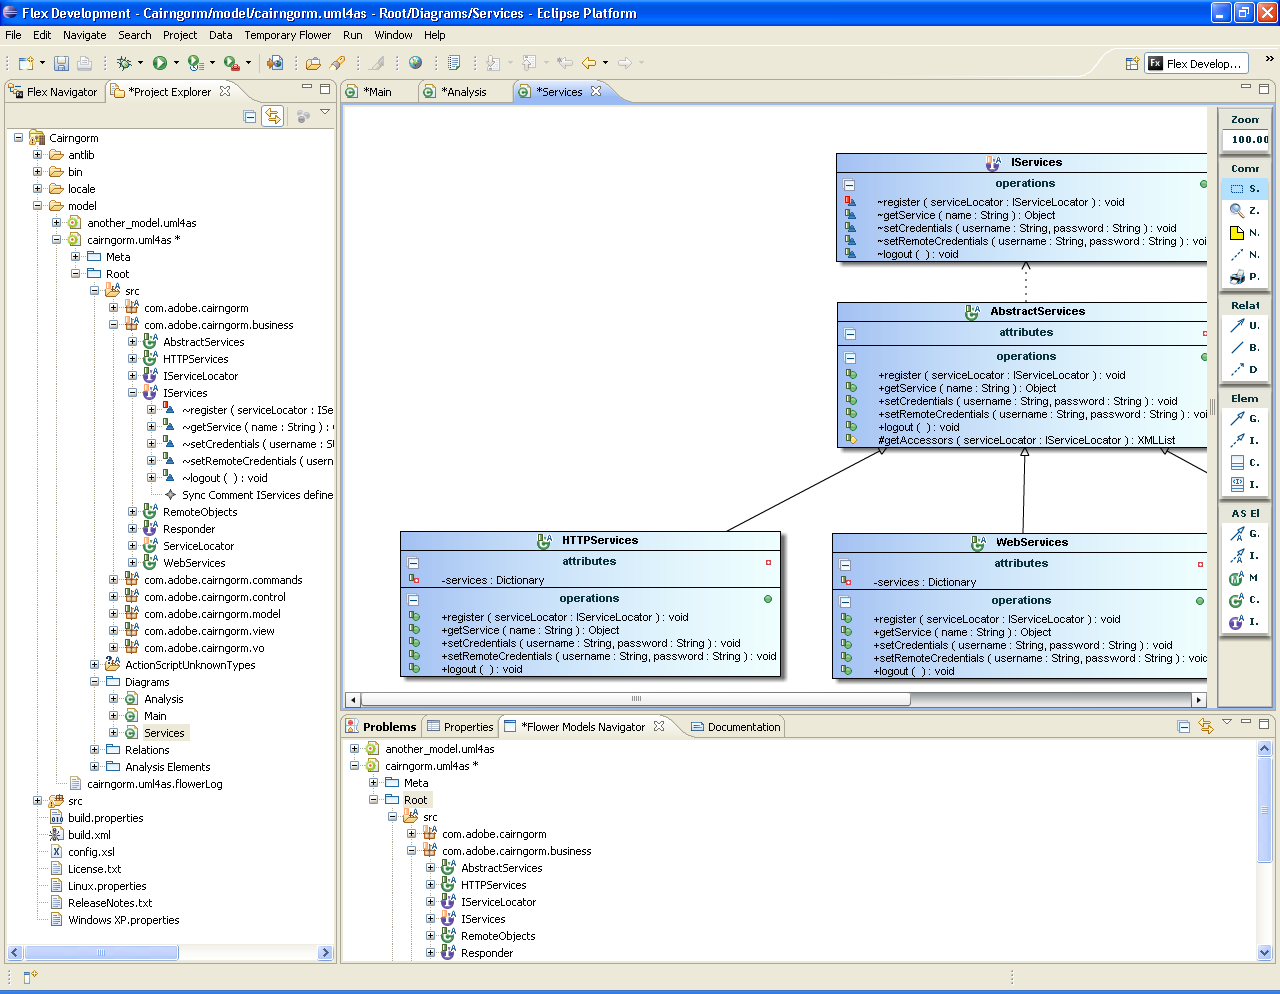 Flex Development - Cairngorm/model/cairngorm.uml4as - Root/Diagrams/Services - Eclipse Platform
File Edit Navigate Search Project Data Temporary Flower Run Window Help
Flex Develop...
Flex Navigator *Project Explorer
Cairngorm
antlib
bin
locale
model
another_model.uml4as
cairngorm.uml4as *
Meta
Root
src
com.adobe.cairngorm
com.adobe.cairngorm.business
AbstractServices
HTTPServices
IServiceLocator
IServices
~register ( serviceLocator : ISe
~getService ( name : String ) :
~setCredentials ( username : S
~setRemoteCredentials ( usern
~logout (  ) : void
Sync Comment IServices define
RemoteObjects
Responder
ServiceLocator
WebServices
com.adobe.cairngorm.commands
com.adobe.cairngorm.control
com.adobe.cairngorm.model
com.adobe.cairngorm.view
com.adobe.cairngorm.vo
ActionScriptUnknownTypes
Diagrams
Analysis
Main
Services
Relations
Analysis Elements
cairngorm.uml4as.flowerLog
src
build.properties
build.xml
config.xsl
License.txt
Linux.properties
ReleaseNotes.txt
Windows XP.properties
*Main *Analysis *Services
IServices
operations
~register ( serviceLocator : IServiceLocator ) : void
~getService ( name : String ) : Object
~setCredentials ( username : String, password : String ) : void
~setRemoteCredentials ( username : String, password : String ) : voi
~logout (  ) : void
AbstractServices
attributes
operations
+register ( serviceLocator : IServiceLocator ) : void
+getService ( name : String ) : Object
+setCredentials ( username : String, password : String ) : void
+setRemoteCredentials ( username : String, password : String ) : voi
+logout (  ) : void
#getAccessors ( serviceLocator : IServiceLocator ) : XMLList
HTTPServices
attributes
-services : Dictionary
operations
+register ( serviceLocator : IServiceLocator ) : void
+getService ( name : String ) : Object
+setCredentials ( username : String, password : String ) : void
+setRemoteCredentials ( username : String, password : String ) : void
+logout (  ) : void
WebServices
attributes
-services : Dictionary
operations
+register ( serviceLocator : IServiceLocator ) : void
+getService ( name : String ) : Object
+setCredentials ( username : String, password : String ) : void
+setRemoteCredentials ( username : String, password : String ) : voi
+logout (  ) : void
Zoom
100.00
Comr
S.
Z.
N.
N.
P.
Relat
U.
B.
D
Elem
G.
I.
C.
I.
AS El
G.
I.
M
C.
I.
Problems Properties *Flower Models Navigator Documentation
another_model.uml4as
cairngorm.uml4as *
Meta
Root
src
com.adobe.cairngorm
com.adobe.cairngorm.business
AbstractServices
HTTPServices
IServiceLocator
IServices
RemoteObjects
Responder